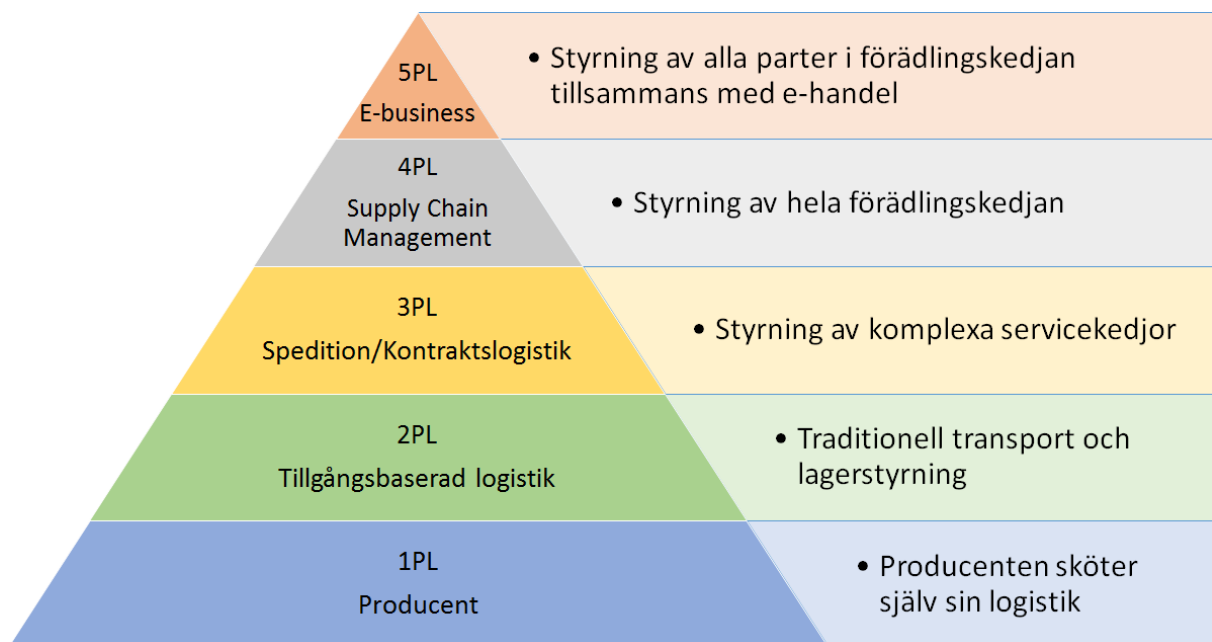 5PL
E-business
• Styrning av alla parter i förädlingskedjan
tillsammans med e-handel
4PL
Supply Chain
Management
• Styrning av hela förädlingskedjan
3PL
Spedition/Kontraktslogistik
• Styrning av komplexa servicekedjor
2PL
Tillgångsbaserad logistik
• Traditionell transport och
lagerstyrning
1PL
Producent
• Producenten sköter
själv sin logistik